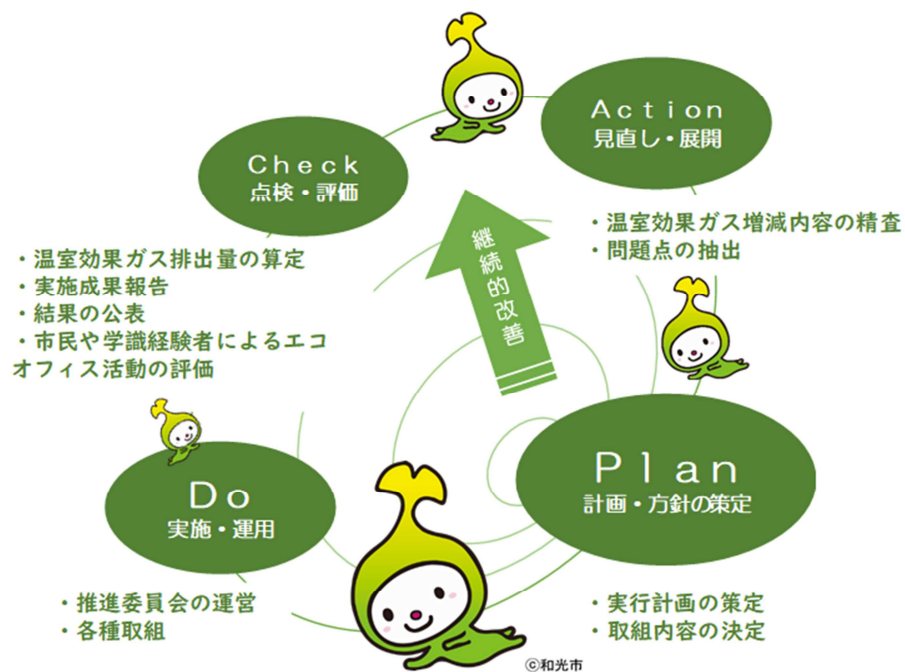 Action
見直し・展開
・温室効果ガス増減内容の精査
・問題点の抽出
Check
点検・評価
・温室効果ガス排出量の算定
・実施成果報告
・結果の公表
・市民や学識経験者によるエコ
オフィス活動の評価
継続的改善
Plan
計画・方針の策定
・実行計画の策定
・取組内容の決定
Do
実施・運用
・推進委員会の運営
・各種取組
©和光市